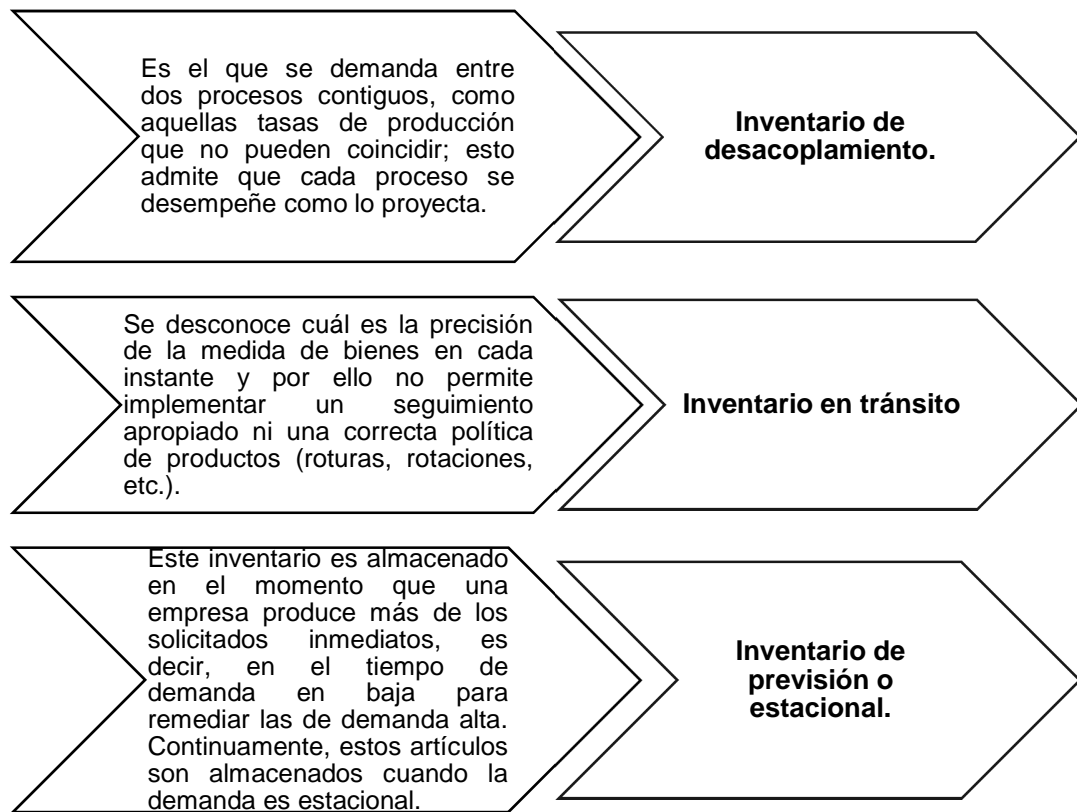 Es el que se demanda entre
dos procesos contiguos, como
aquellas tasas de producción
que no pueden coincidir; esto
admite que cada proceso se
desempeñe como lo proyecta.
Inventario de
desacoplamiento.
Se desconoce cuál es la precisión
de la medida de bienes en cada
instante y por ello no permite
implementar un seguimiento
apropiado ni una correcta política
de productos (roturas, rotaciones,
etc.).
Inventario en tránsito
Este inventario es almacenado
en el momento que una
empresa produce más de los
solicitados inmediatos, es
decir, en el tiempo de
demanda en baja para
remediar las de demanda alta.
Continuamente, estos artículos
son almacenados cuando la
demanda es estacional.
Inventario de
previsión o
estacional.